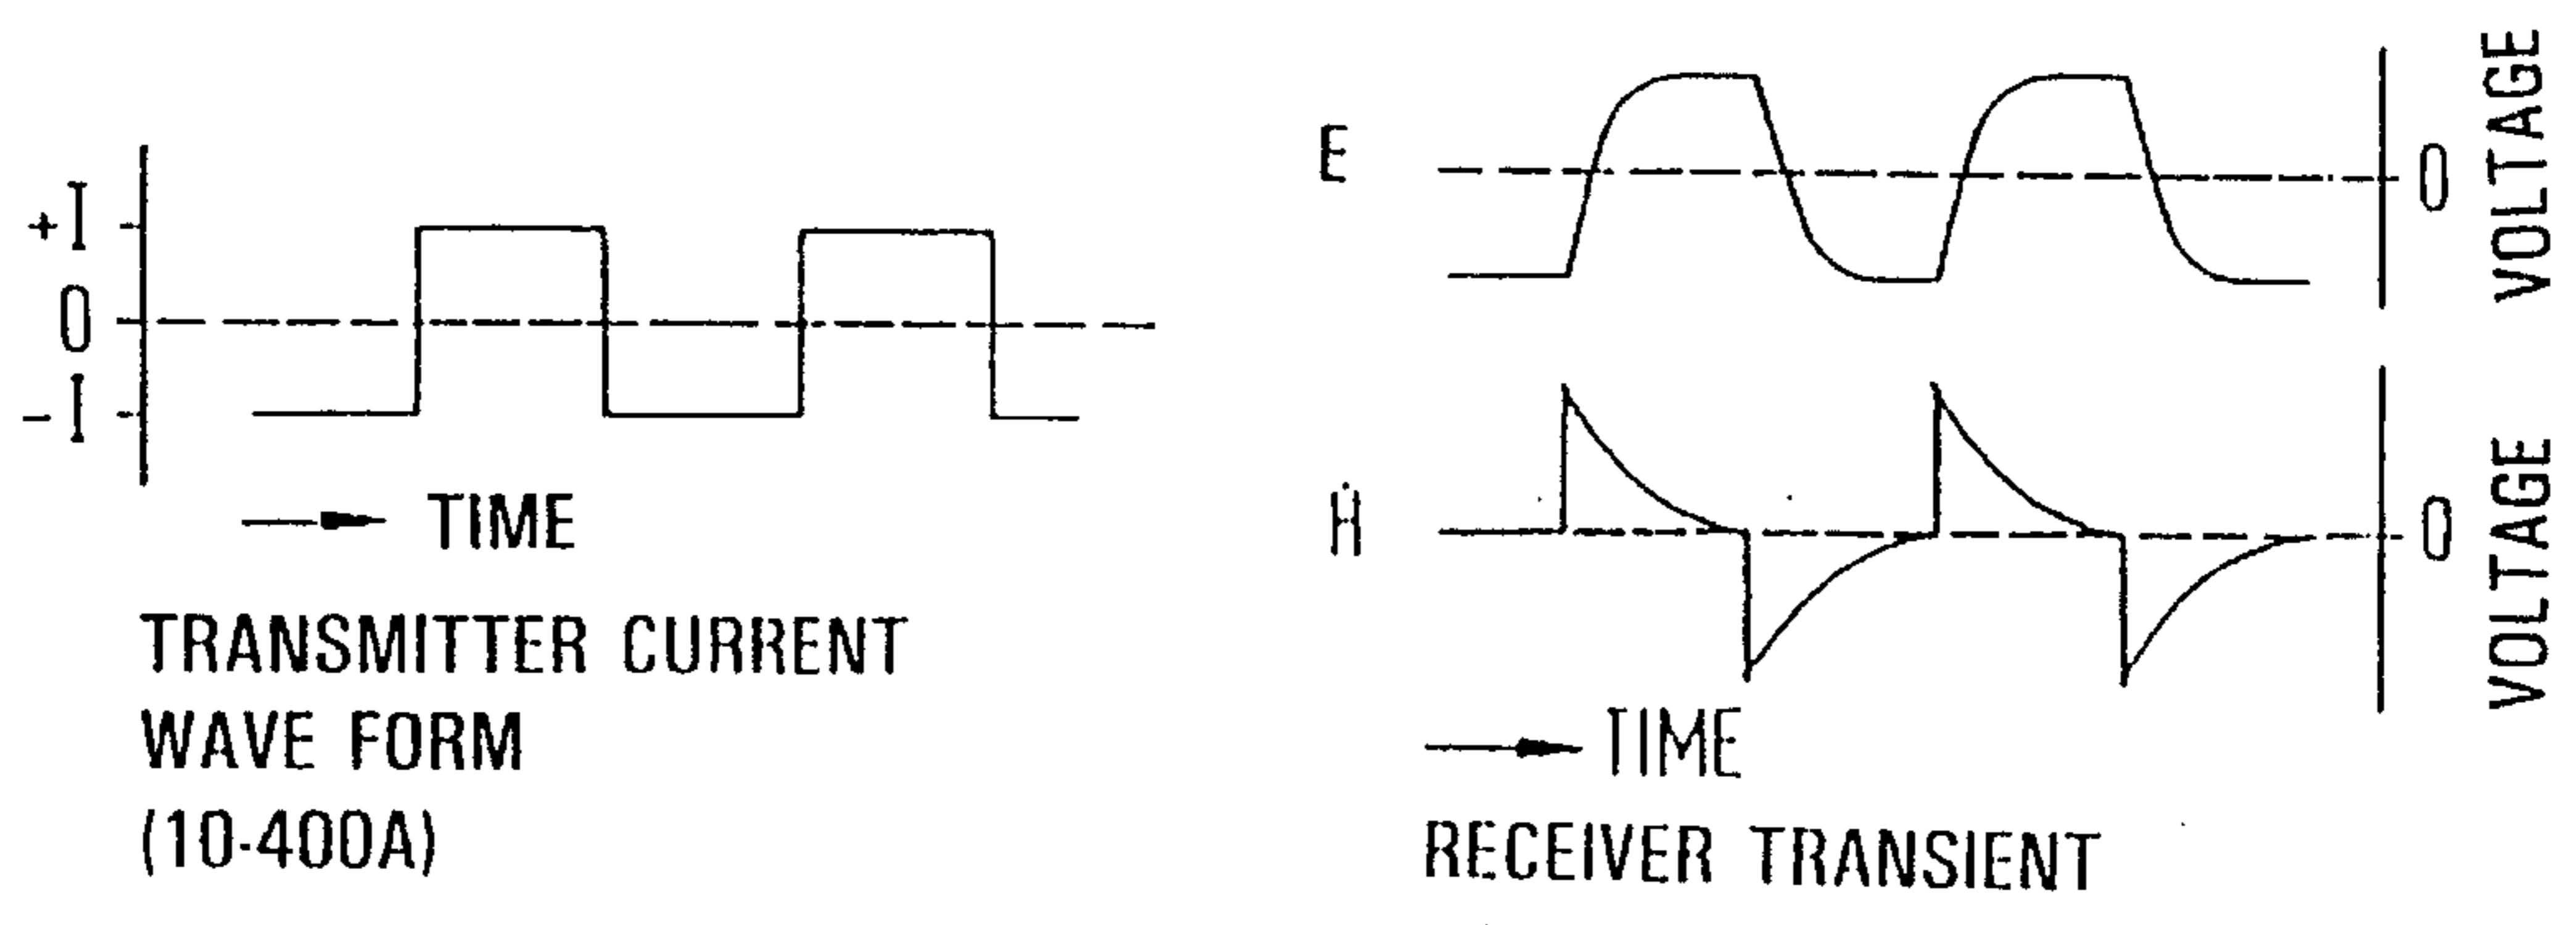 +I
0
-I
TIME
TRANSMITTER CURRENT
WAVE FORM
(10-400A)
E
0
VOLTAGE
Ḣ
0
VOLTAGE
TIME
RECEIVER TRANSIENT